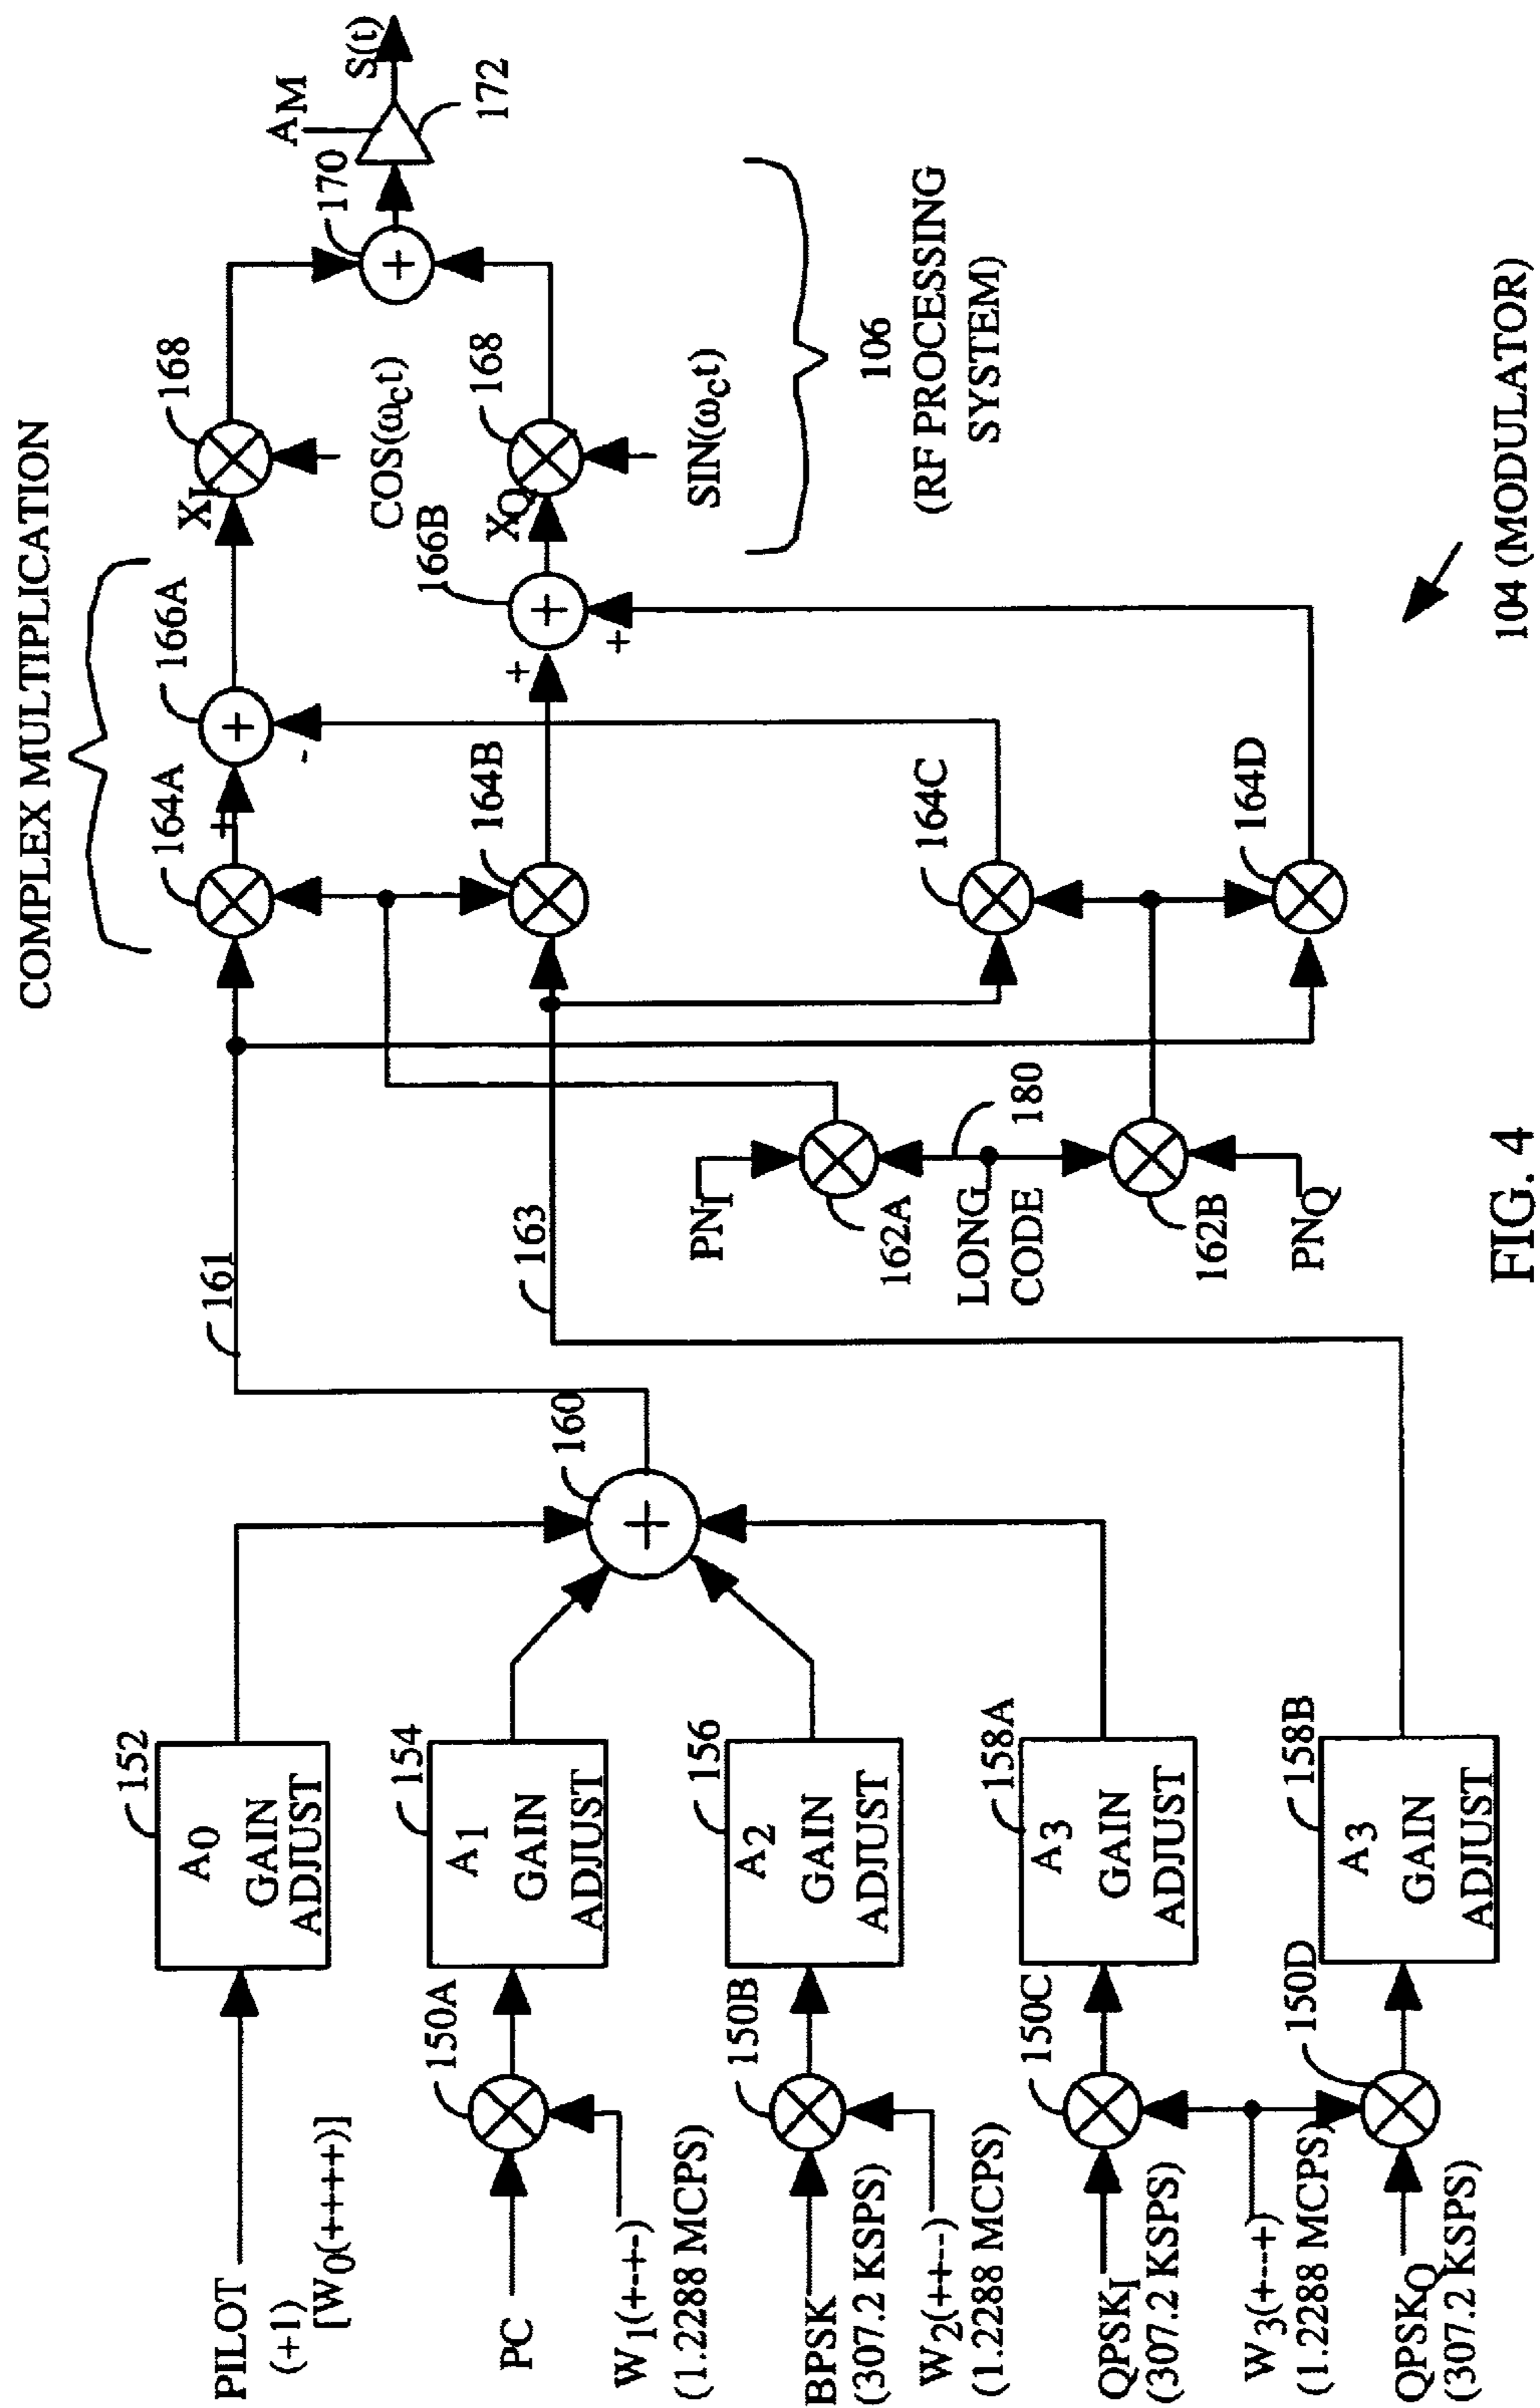 COMPLEX MULTIPLICATION
161
164A
+
166A
+
-
X_I
168
COS(ω_Ct)
170
+
A_M
S(t)
172
163
164B
+
166B
+
+
X_Q
168
SIN(ω_Ct)
106
(RF PROCESSING
SYSTEM)
164C
164D
PN_I
162A
LONG
CODE
180
162B
PN_Q
160
+
PILOT
(+1)
[W_0(++++)]
152
A_0
GAIN
ADJUST
PC
150A
W_1(+-+-)
(1.2288 MCPS)
154
A_1
GAIN
ADJUST
BPSK
(307.2 KSPS)
150B
W_2(++--)
(1.2288 MCPS)
156
A_2
GAIN
ADJUST
QPSK_I
(307.2 KSPS)
150C
W_3(+--+)
(1.2288 MCPS)
158A
A_3
GAIN
ADJUST
QPSK_Q
(307.2 KSPS)
150D
158B
A_3
GAIN
ADJUST
104 (MODULATOR)
FIG. 4